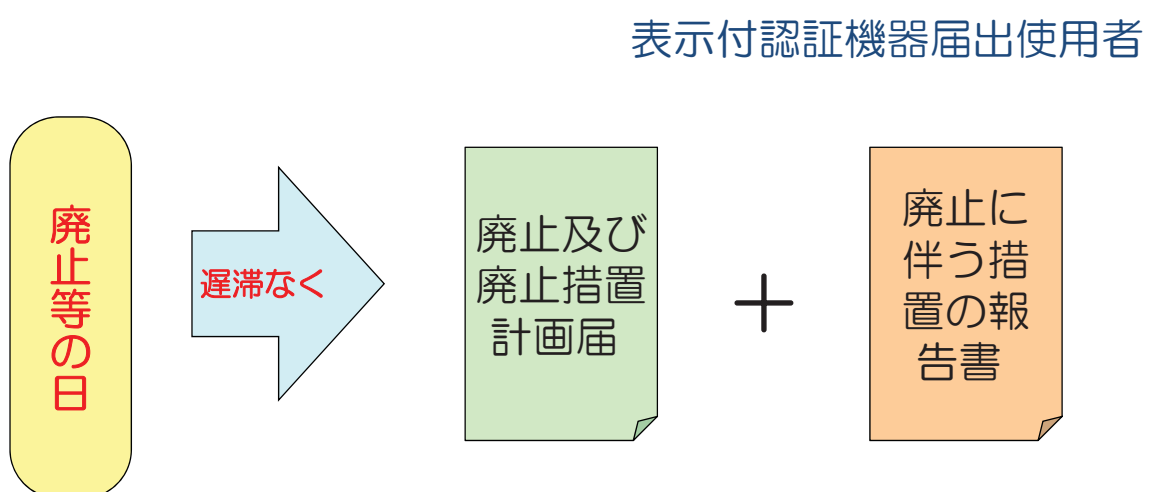 表示付認証機器届出使用者
廃止等の日
遅滞なく
廃止及び
廃止措置
計画届
＋
廃止に
伴う措
置の報
告書